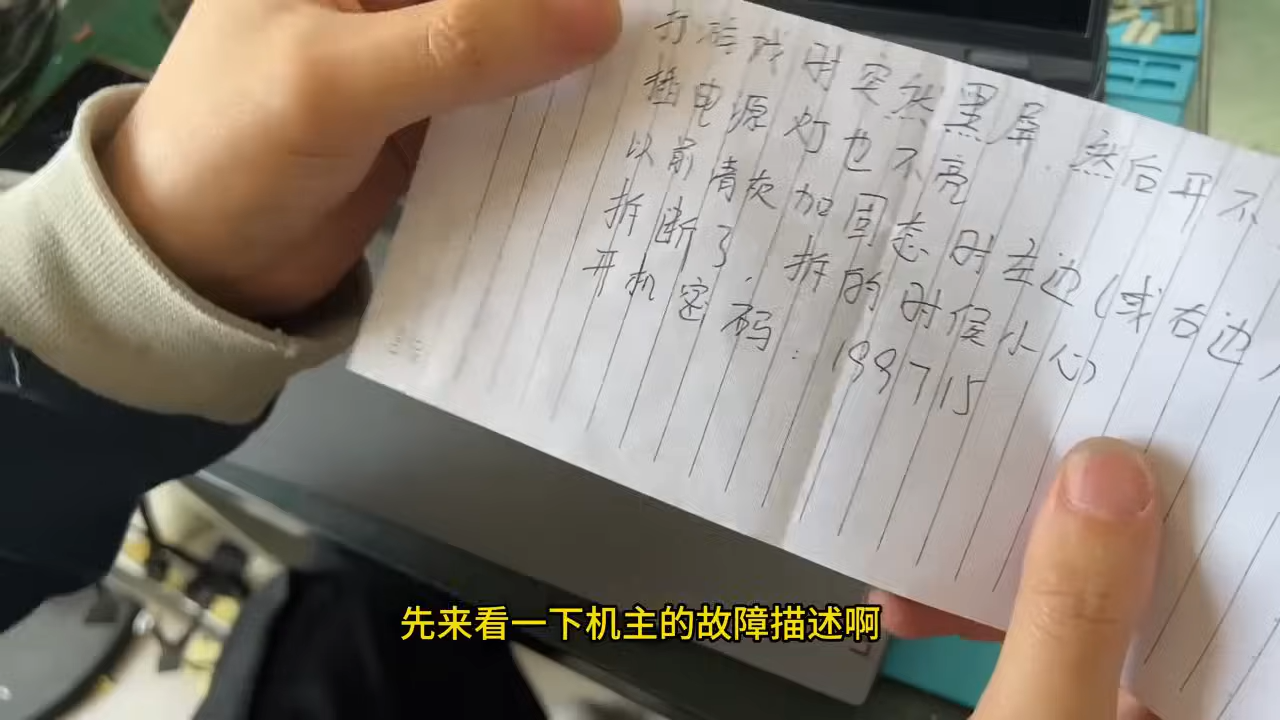 打游戏时突然黑屏.然后开不
插电源灯也不亮
以前清灰加固态时左边(或右边)
拆断了,拆的时候小心
开机密码:199715
先来看一下机主的故障描述啊